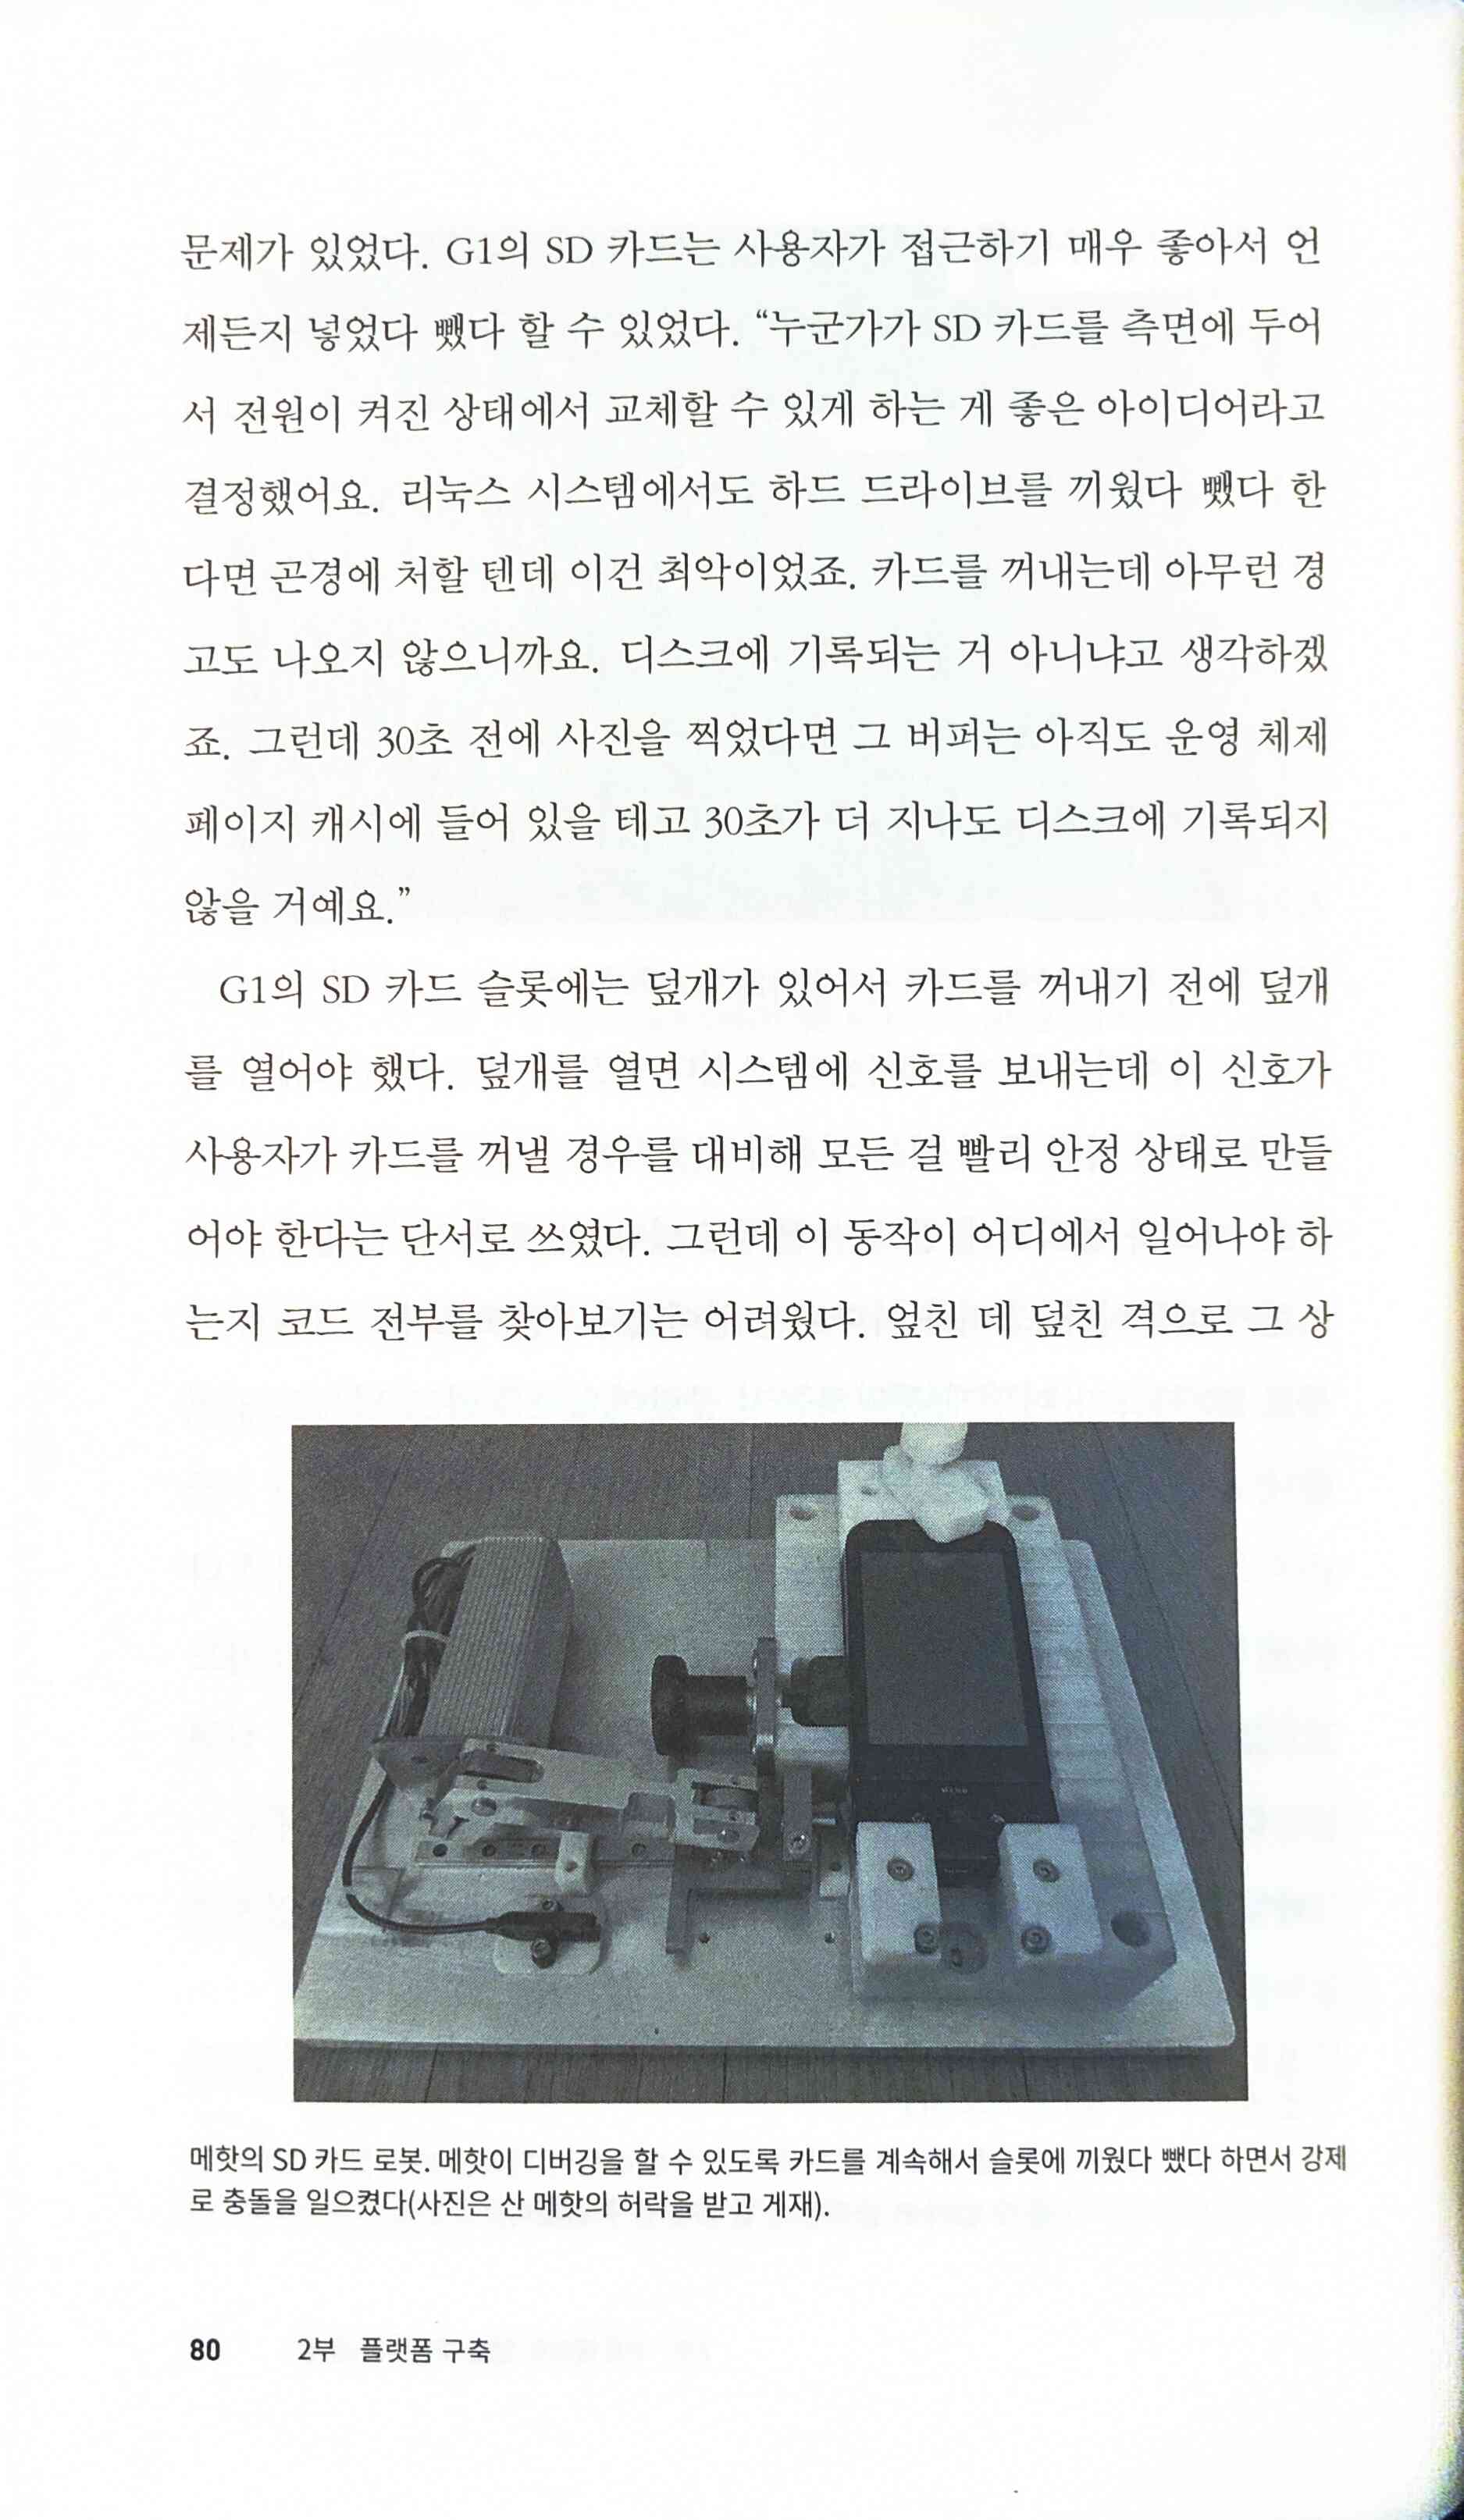 문제가 있었다. G1의 SD 카드는 사용자가 접근하기 매우 좋아서 언
제든지 넣었다 뺐다 할 수 있었다. “누군가가 SD 카드를 측면에 두어
서 전원이 켜진 상태에서 교체할 수 있게 하는 게 좋은 아이디어라고
결정했어요. 리눅스 시스템에서도 하드 드라이브를 끼웠다 뺐다 한
다면 곤경에 처할 텐데 이건 최악이었죠. 카드를 꺼내는데 아무런 경
고도 나오지 않으니까요. 디스크에 기록되는 거 아니냐고 생각하겠
죠. 그런데 30초 전에 사진을 찍었다면 그 버퍼는 아직도 운영 체제
페이지 캐시에 들어 있을 테고 30초가 더 지나도 디스크에 기록되지
않을 거예요.”
G1의 SD 카드 슬롯에는 덮개가 있어서 카드를 꺼내기 전에 덮개
를 열어야 했다. 덮개를 열면 시스템에 신호를 보내는데 이 신호가
사용자가 카드를 꺼낼 경우를 대비해 모든 걸 빨리 안정 상태로 만들
어야 한다는 단서로 쓰였다. 그런데 이 동작이 어디에서 일어나야 하
는지 코드 전부를 찾아보기는 어려웠다. 엎친 데 덮친 격으로 그 상
메핫의 SD 카드 로봇. 메핫이 디버깅을 할 수 있도록 카드를 계속해서 슬롯에 끼웠다 뺐다 하면서 강제
로 충돌을 일으켰다(사진은 산 메핫의 허락을 받고 게재).
80 2부 플랫폼 구축